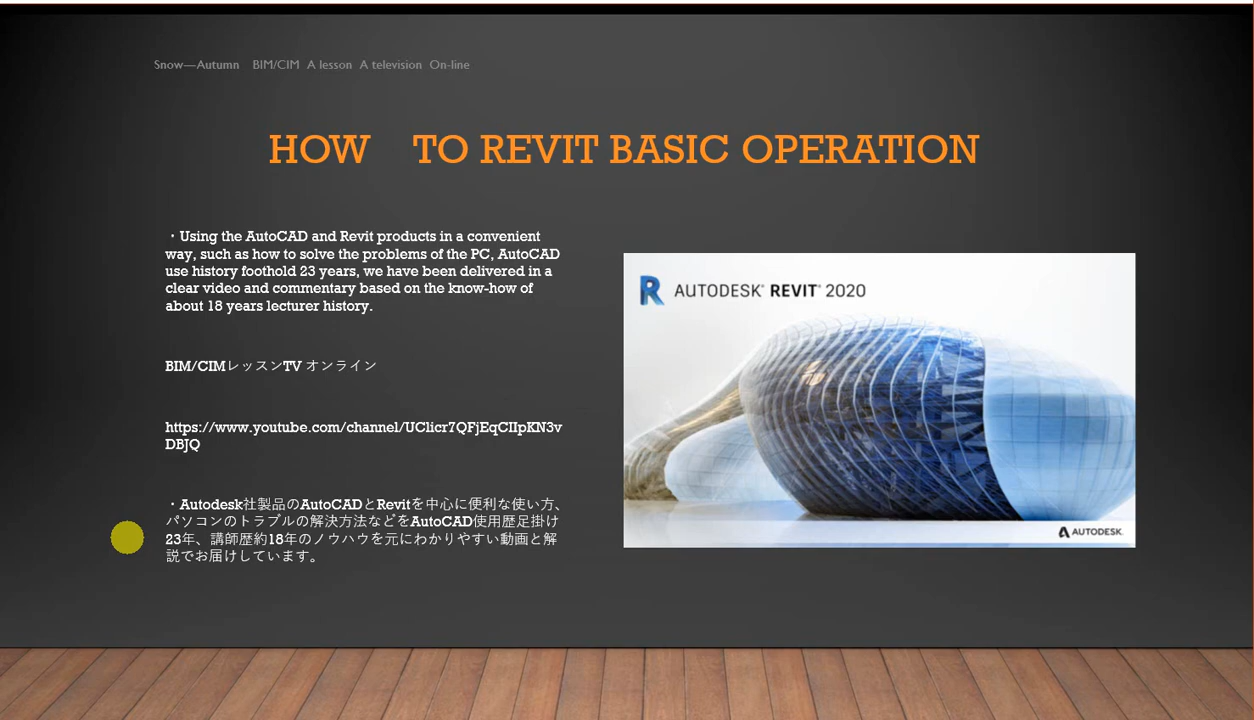 Snow—Autumn　BIM/CIM  A lesson  A television  On-line
HOW　TO REVIT BASIC OPERATION
・Using the AutoCAD and Revit products in a convenient
way, such as how to solve the problems of the PC, AutoCAD
use history foothold 23 years, we have been delivered in a
clear video and commentary based on the know-how of
about 18 years lecturer history.
BIM/CIMレッスンTV オンライン
https://www.youtube.com/channel/UClicr7QFjEqCIIpKN3v
DBJQ
・Autodesk社製品のAutoCADとRevitを中心に便利な使い方、
パソコンのトラブルの解決方法などをAutoCAD使用歴足掛け
23年、講師歴約18年のノウハウを元にわかりやすい動画と解
説でお届けしています。
R AUTODESK® REVIT® 2020
AUTODESK.